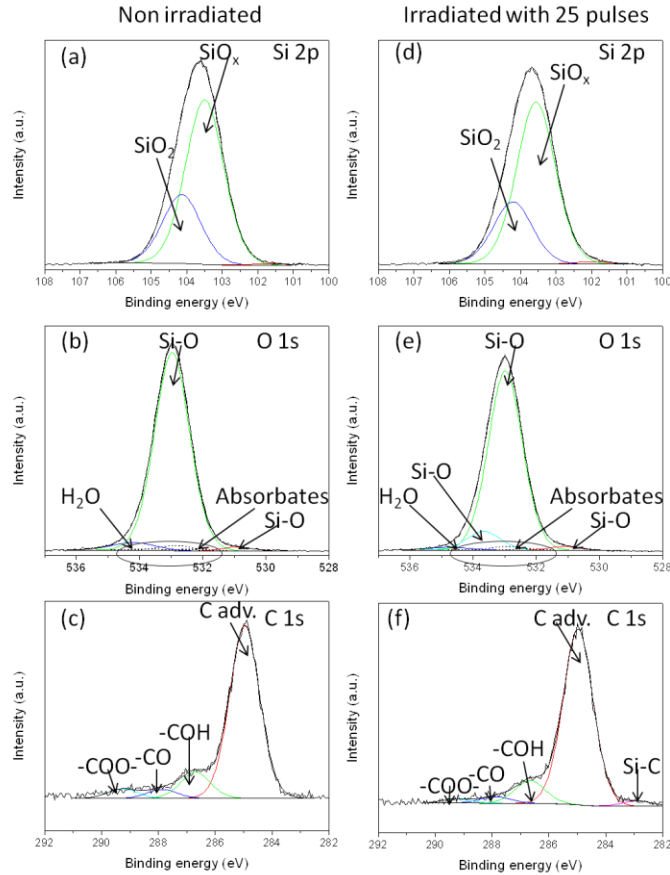 Non irradiated
Irradiated with 25 pulses
(a)
SiOₓ
Si 2p
SiO₂
Intensity (a.u.)
108 107 106 105 104 103 102 101 100
Binding energy (eV)
(d)
Si 2p
SiOₓ
SiO₂
Intensity (a.u.)
108 107 106 105 104 103 102 101 100
Binding energy (eV)
(b)
Si-O
O 1s
H₂O
Absorbates
Si-O
Intensity (a.u.)
536 534 532 530 528
Binding energy (eV)
(e)
Si-O
O 1s
Si-O
H₂O
Absorbates
Si-O
Intensity (a.u.)
536 534 532 530 528
Binding energy (eV)
(c)
C adv.
C 1s
-COH
-COO-
-CO
Intensity (a.u.)
292 290 288 286 284 282
Binding energy (eV)
(f)
C adv.
C 1s
-COH
-CO
-COO-
Si-C
Intensity (a.u.)
292 290 288 286 284 282
Binding energy (eV)